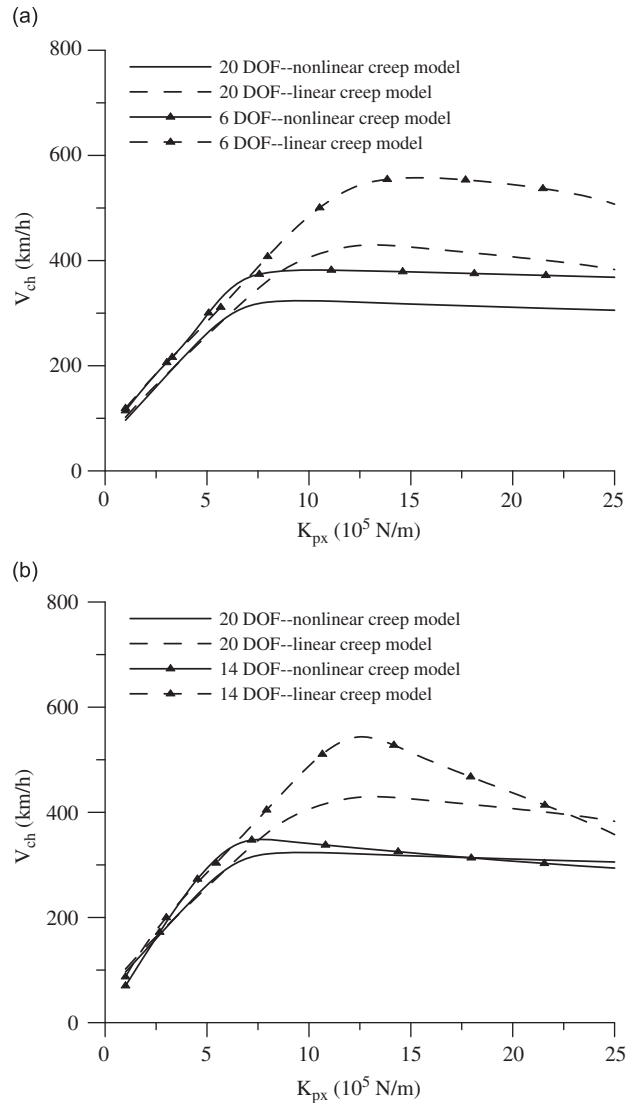 (a)
800
600
400
200
0
V_ch (km/h)
20 DOF--nonlinear creep model
20 DOF--linear creep model
6 DOF--nonlinear creep model
6 DOF--linear creep model
0 5 10 15 20 25
K_px (10^5 N/m)
(b)
800
600
400
200
0
V_ch (km/h)
20 DOF--nonlinear creep model
20 DOF--linear creep model
14 DOF--nonlinear creep model
14 DOF--linear creep model
0 5 10 15 20 25
K_px (10^5 N/m)